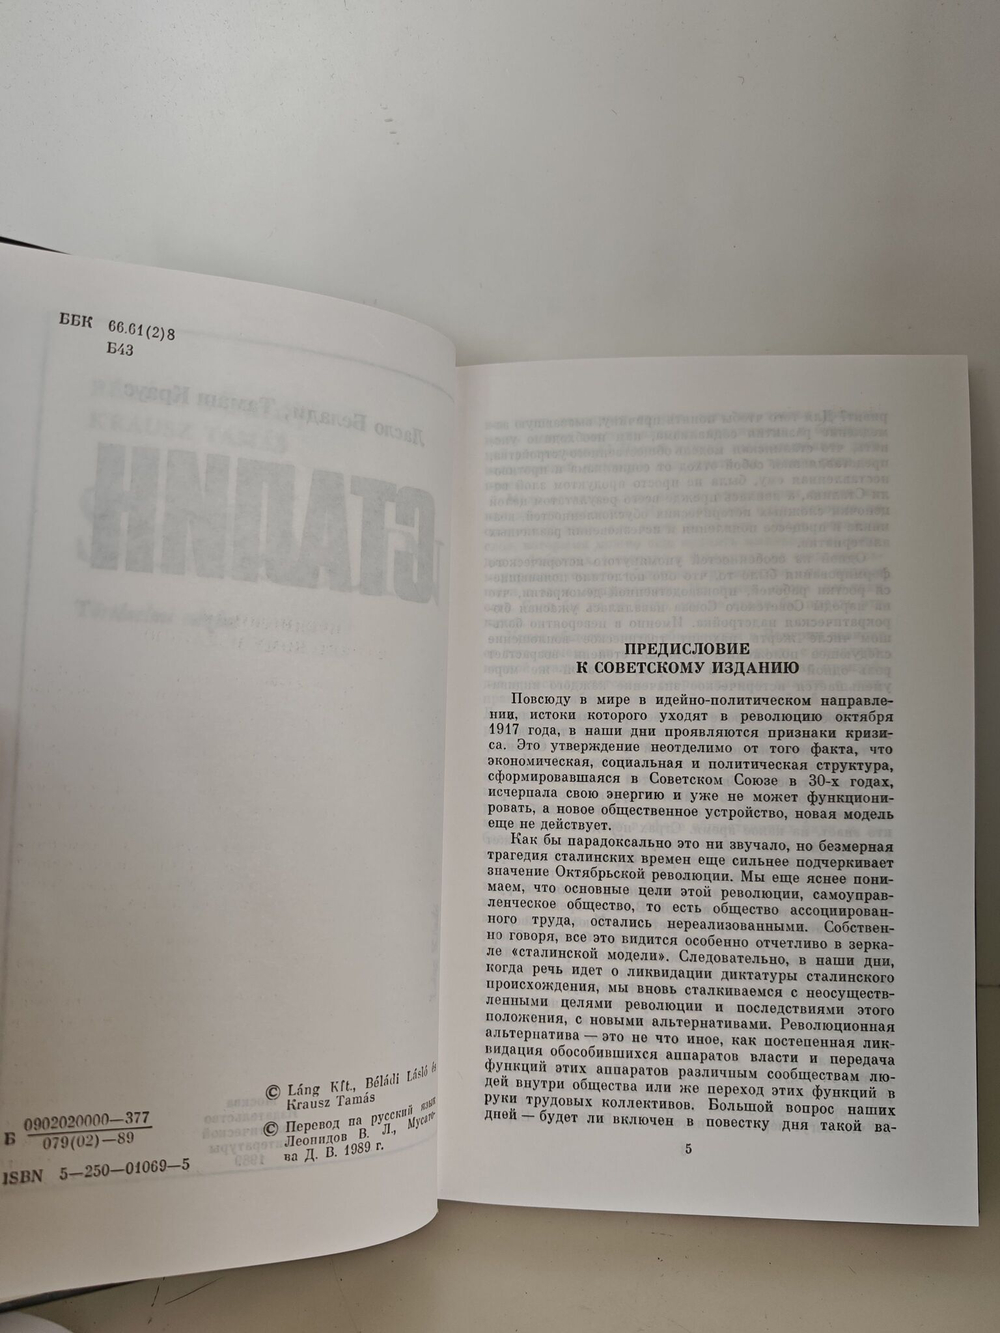 ББК 66.61(2)8
Б43
Б 0902020000—377
079(02)—89
ISBN 5—250—01069—5
© Láng Kft., Béládi László és
Krausz Tamás
© Перевод на русский язык
Леонидов В. Л., Мусато-
ва Д. В. 1989 г.
Ласло Белади, Тамаш Краус
СТАЛИН
ПРЕДИСЛОВИЕ
К СОВЕТСКОМУ ИЗДАНИЮ
Повсюду в мире в идейно-политическом направле-
нии, истоки которого уходят в революцию октября
1917 года, в наши дни проявляются признаки кризи-
са. Это утверждение неотделимо от того факта, что
экономическая, социальная и политическая структура,
сформировавшаяся в Советском Союзе в 30-х годах,
исчерпала свою энергию и уже не может функциони-
ровать, а новое общественное устройство, новая модель
еще не действует.
Как бы парадоксально это ни звучало, но безмерная
трагедия сталинских времен еще сильнее подчеркивает
значение Октябрьской революции. Мы еще яснее пони-
маем, что основные цели этой революции, самоуправ-
ленческое общество, то есть общество ассоциирован-
ного труда, остались нереализованными. Собствен-
но говоря, все это видится особенно отчетливо в зерка-
ле «сталинской модели». Следовательно, в наши дни,
когда речь идет о ликвидации диктатуры сталинского
происхождения, мы вновь сталкиваемся с неосуществ-
ленными целями революции и последствиями этого
положения, с новыми альтернативами. Революционная
альтернатива — это не что иное, как постепенная лик-
видация обособившихся аппаратов власти и передача
функций этих аппаратов различным сообществам лю-
дей внутри общества или же переход этих функций в
руки трудовых коллективов. Большой вопрос наших
дней — будет ли включен в повестку дня такой ва-
5